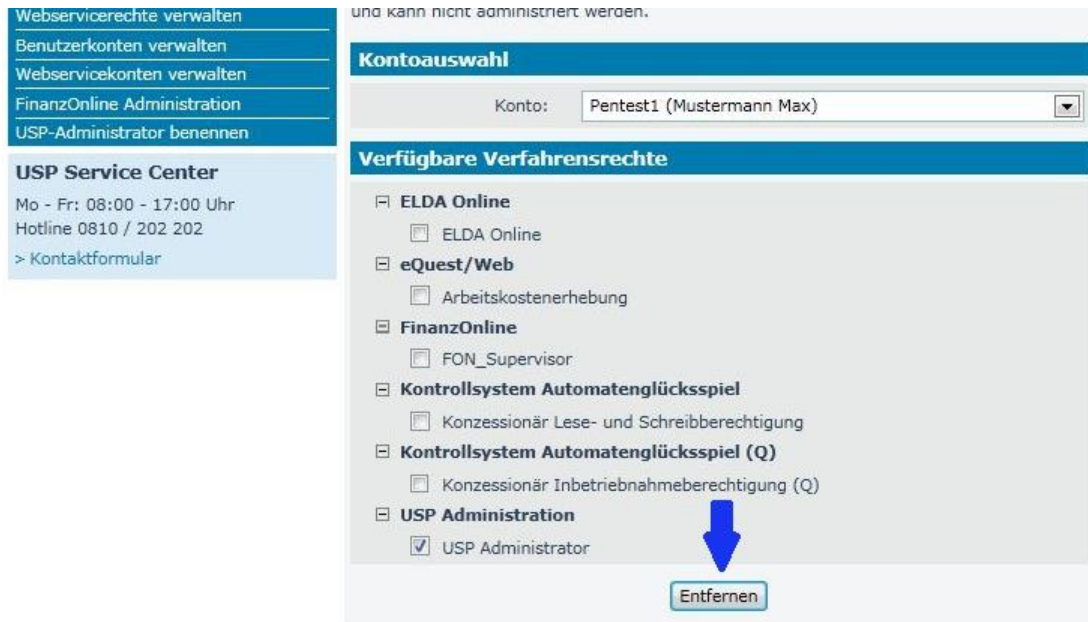 Webservicerechte verwalten
Benutzerkonten verwalten
Webservicekonten verwalten
FinanzOnline Administration
USP-Administrator benennen
USP Service Center
Mo - Fr: 08:00 - 17:00 Uhr
Hotline 0810 / 202 202
> Kontaktformular
und kann nicht administriert werden.
Kontoauswahl
Konto: Pentest1 (Mustermann Max)
Verfügbare Verfahrensrechte
ELDA Online
ELDA Online
eQuest/Web
Arbeitskostenerhebung
FinanzOnline
FON_Supervisor
Kontrollsystem Automatenglücksspiel
Konzessionär Lese- und Schreibberechtigung
Kontrollsystem Automatenglücksspiel (Q)
Konzessionär Inbetriebnahmeberechtigung (Q)
USP Administration
USP Administrator
Entfernen